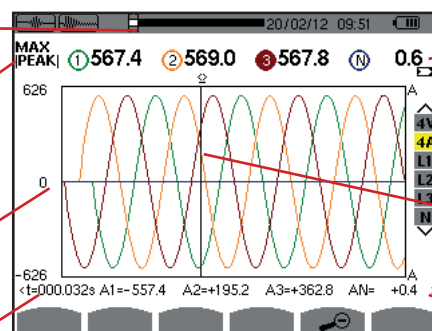 20/02/12 09:51
MAX
|PEAK| 1 567.4 2 569.0 3 567.8 N 0.6
626 A
4V
4A
L1
0 L2
L3
N
-626 A
<t=000.032s A1=-557.4 A2=+195.2 A3=+362.8 AN= +0.4